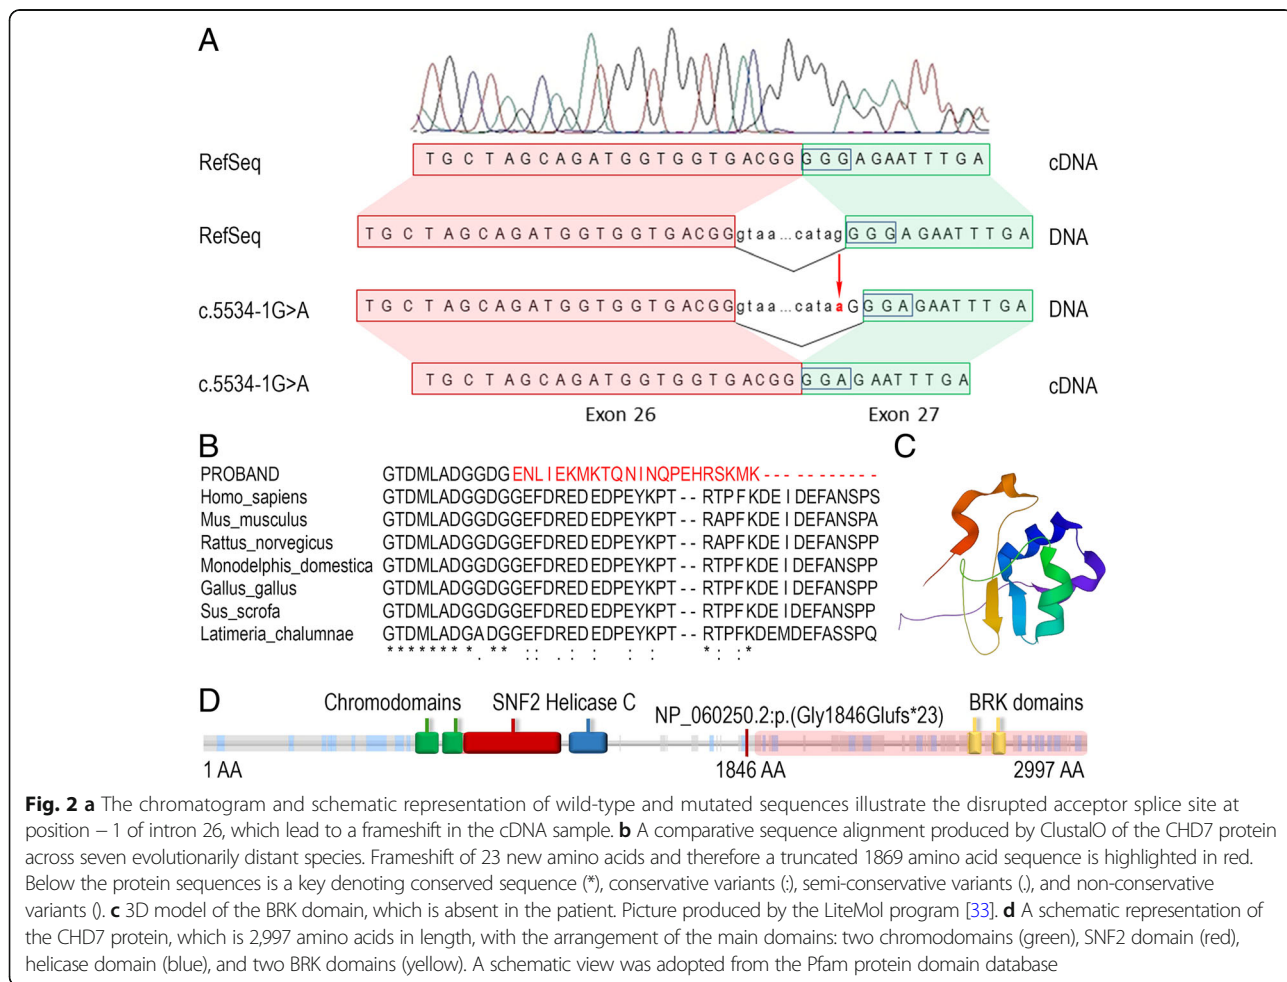 A
RefSeq TGCTAGCAGATGGTGGTGACGG GGGAGAATTTGA cDNA
RefSeq TGCTAGCAGATGGTGGTGACGG gtaa...catag GGGAGAATTTGA DNA
c.5534-1G>A TGCTAGCAGATGGTGGTGACGG gtaa...cataaG GGAGAATTTGA DNA
c.5534-1G>A TGCTAGCAGATGGTGGTGACGG GGAGAATTTGA cDNA
Exon 26 Exon 27
B
PROBAND GTDMLADGGDGENLIEKMKTQNINQPEHRSKMK-----------
Homo_sapiens GTDMLADGGDGGEFDREDEDPEYKPT--RTPFKDEIDEFANSPS
Mus_musculus GTDMLADGGDGGEFDREDEDPEYKPT--RAPFKDEIDEFANSPA
Rattus_norvegicus GTDMLADGGDGGEFDREDEDPEYKPT--RAPFKDEIDEFANSPP
Monodelphis_domestica GTDMLADGGDGGEFDREDEDPEYKPT--RTPFKDEIDEFANSPP
Gallus_gallus GTDMLADGGDGGEFDREDEDPEYKPT--RTPFKDEIDEFANSPP
Sus_scrofa GTDMLADGGDGGEFDREDEDPEYKPT--RTPFKDEIDEFANSPP
Latimeria_chalumnae GTDMLADGADGGEFDREDEDPEYKPT--RTPFKDEMDEFASSPQ
********.** :: .: : : *: :*
C
D
Chromodomains SNF2 Helicase C BRK domains
NP_060250.2:p.(Gly1846Glufs*23)
1 AA 1846 AA 2997 AA
Fig. 2 a The chromatogram and schematic representation of wild-type and mutated sequences illustrate the disrupted acceptor splice site at
position − 1 of intron 26, which lead to a frameshift in the cDNA sample. b A comparative sequence alignment produced by ClustalO of the CHD7 protein
across seven evolutionarily distant species. Frameshift of 23 new amino acids and therefore a truncated 1869 amino acid sequence is highlighted in red.
Below the protein sequences is a key denoting conserved sequence (*), conservative variants (:), semi-conservative variants (.), and non-conservative
variants (). c 3D model of the BRK domain, which is absent in the patient. Picture produced by the LiteMol program [33]. d A schematic representation of
the CHD7 protein, which is 2,997 amino acids in length, with the arrangement of the main domains: two chromodomains (green), SNF2 domain (red),
helicase domain (blue), and two BRK domains (yellow). A schematic view was adopted from the Pfam protein domain database